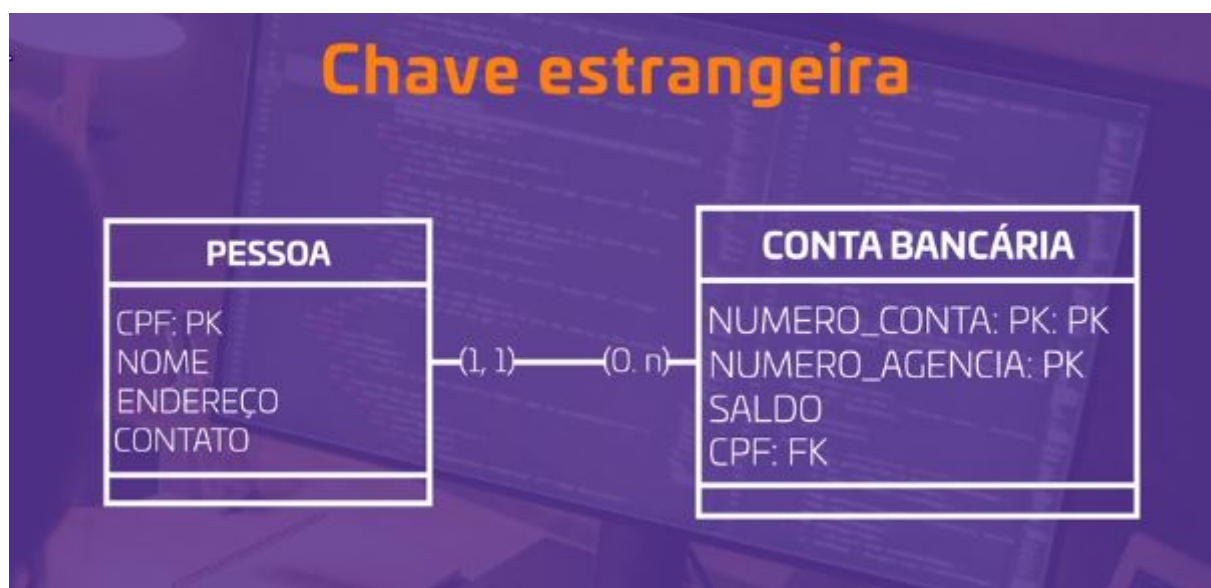 Chave estrangeira
PESSOA
CPF: PK
NOME
ENDEREÇO
CONTATO
(1, 1)
(0. n)
CONTA BANCÁRIA
NUMERO_CONTA: PK: PK
NUMERO_AGENCIA: PK
SALDO
CPF: FK